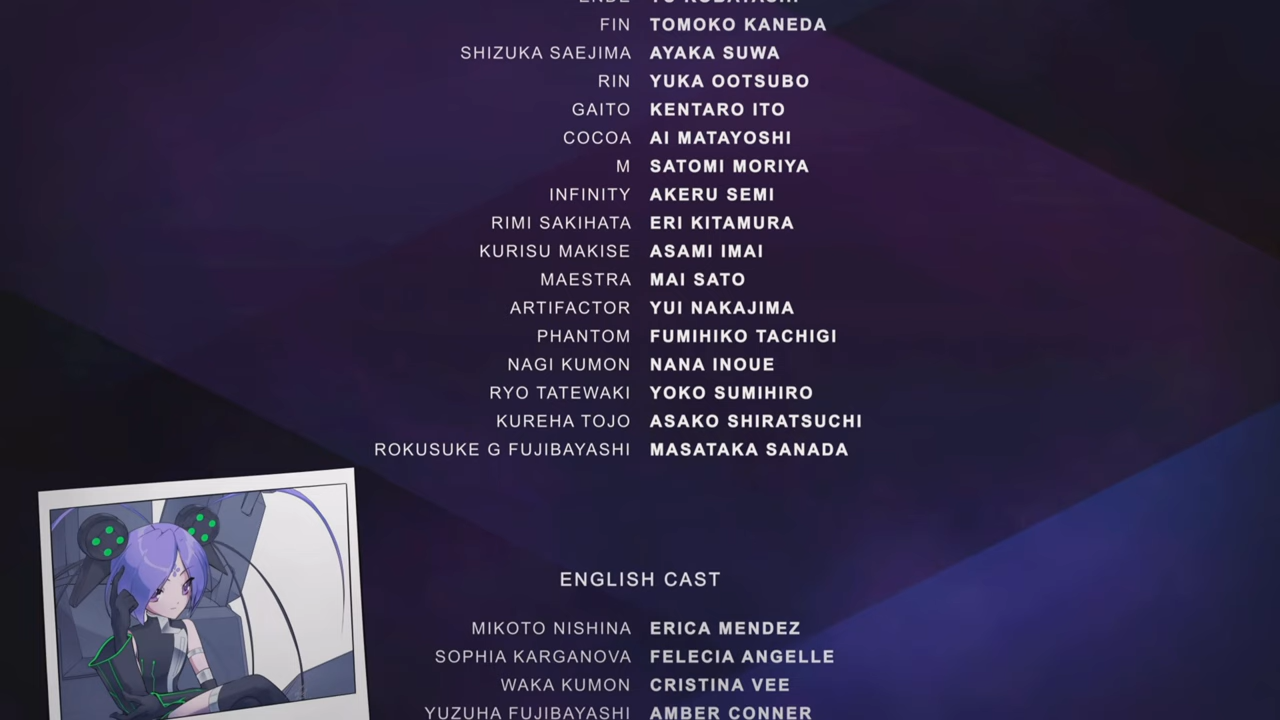 FIN TOMOKO KANEDA
SHIZUKA SAEJIMA AYAKA SUWA
RIN YUKA OOTSUBO
GAITO KENTARO ITO
COCOA AI MATAYOSHI
M SATOMI MORIYA
INFINITY AKERU SEMI
RIMI SAKIHATA ERI KITAMURA
KURISU MAKISE ASAMI IMAI
MAESTRA MAI SATO
ARTIFACTOR YUI NAKAJIMA
PHANTOM FUMIHIKO TACHIGI
NAGI KUMON NANA INOUE
RYO TATEWAKI YOKO SUMIHIRO
KUREHA TOJO ASAKO SHIRATSUCHI
ROKUSUKE G FUJIBAYASHI MASATAKA SANADA
ENGLISH CAST
MIKOTO NISHINA ERICA MENDEZ
SOPHIA KARGANOVA FELECIA ANGELLE
WAKA KUMON CRISTINA VEE
YUZUHA FUJIBAYASHI AMBER CONNER